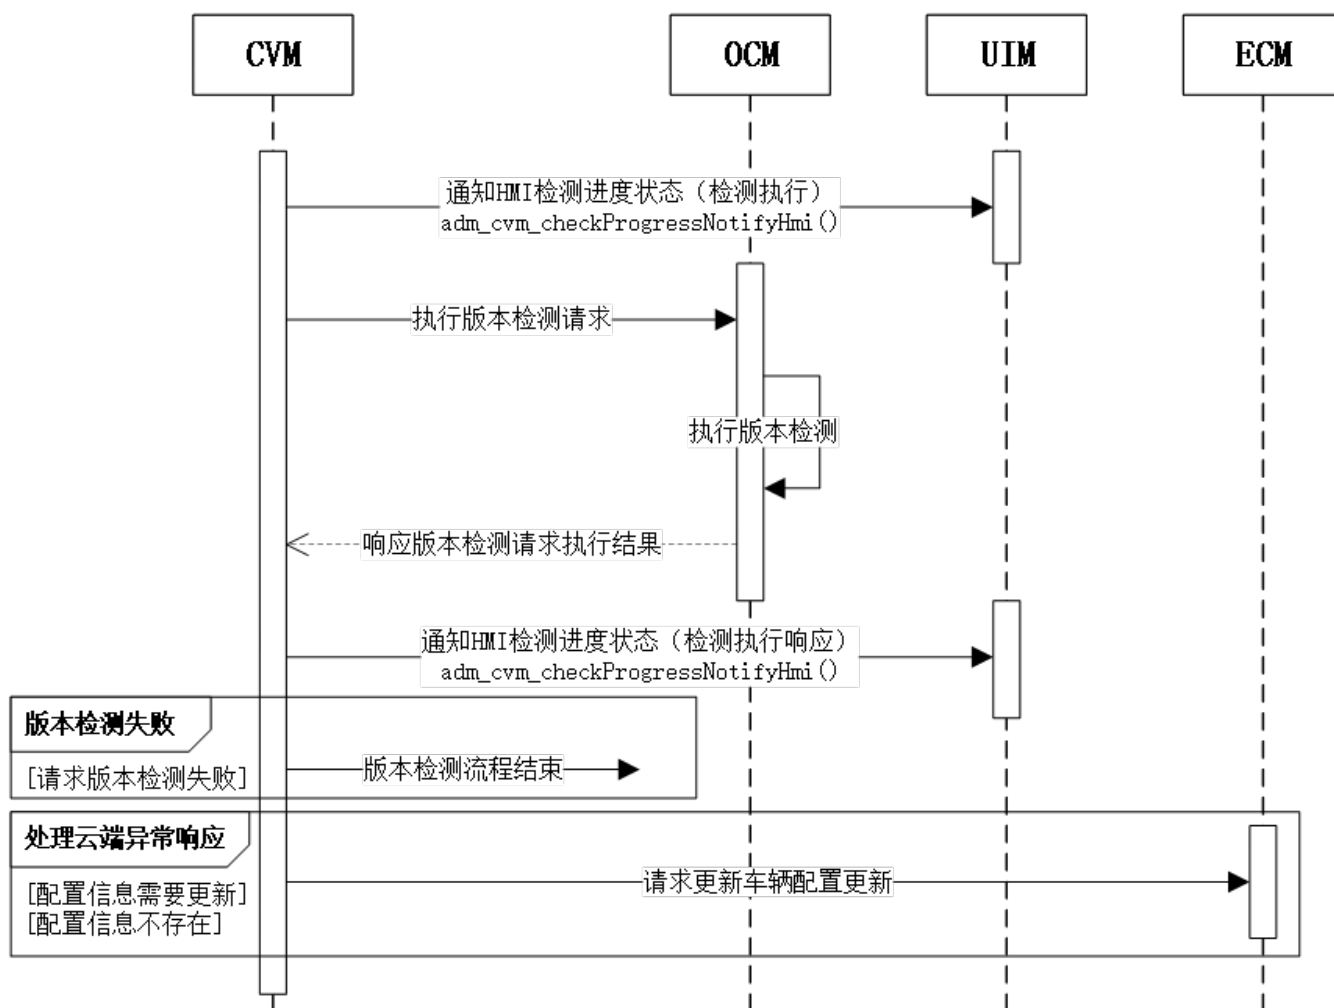 CVM
OCM
UIM
ECM
通知HMI检测进度状态（检测执行）
adm_cvm_checkProgressNotifyHmi()
执行版本检测请求
执行版本检测
响应版本检测请求执行结果
通知HMI检测进度状态（检测执行响应）
adm_cvm_checkProgressNotifyHmi()
版本检测失败
[请求版本检测失败]
版本检测流程结束
处理云端异常响应
请求更新车辆配置更新
[配置信息需要更新]
[配置信息不存在]